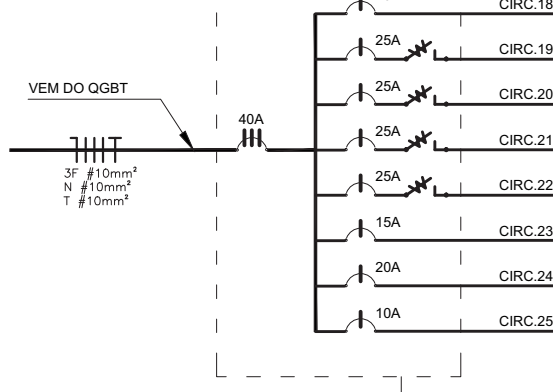 CIRC.18
25A
CIRC.19
25A
CIRC.20
VEM DO QGBT
40A
25A
CIRC.21
3F #10mm²
N #10mm²
T #10mm²
25A
CIRC.22
15A
CIRC.23
20A
CIRC.24
10A
CIRC.25